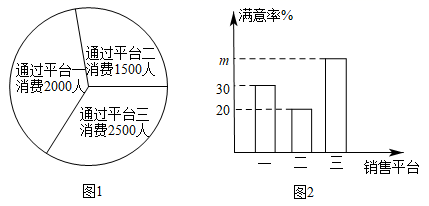 通过平台一
消费2000人
通过平台二
消费1500人
通过平台三
消费2500人
图1
满意率%
m
30
20
一 二 三
销售平台
图2